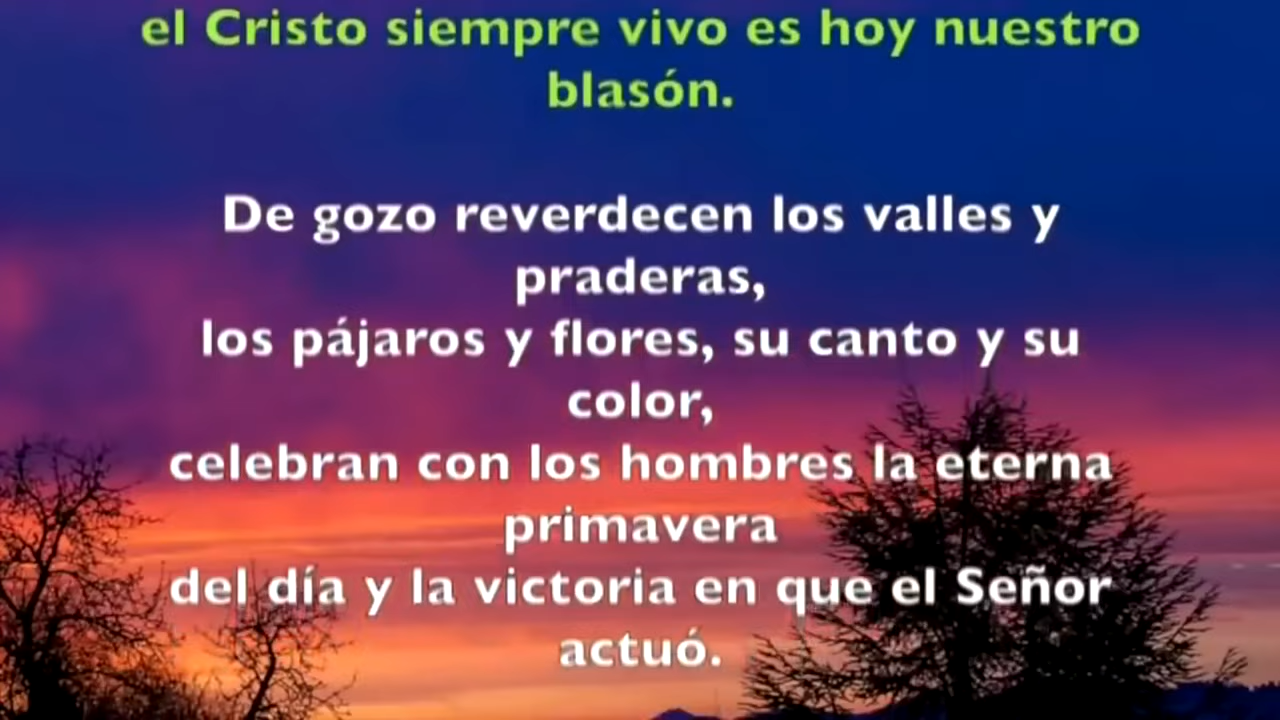 el Cristo siempre vivo es hoy nuestro
blasón.
De gozo reverdecen los valles y
praderas,
los pájaros y flores, su canto y su
color,
celebran con los hombres la eterna
primavera
del día y la victoria en que el Señor
actuó.